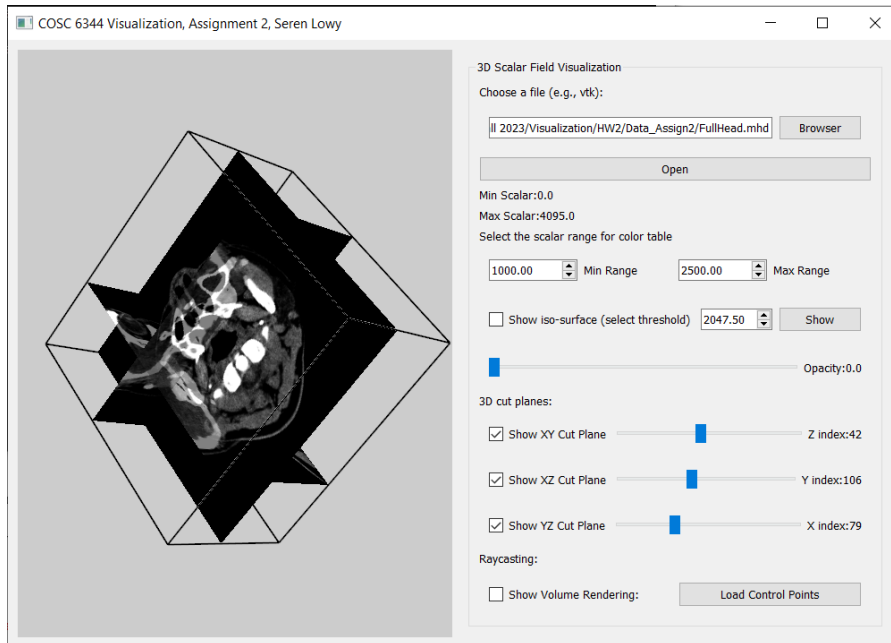 COSC 6344 Visualization, Assignment 2, Seren Lowy
3D Scalar Field Visualization
Choose a file (e.g., vtk):
ll 2023/Visualization/HW2/Data_Assign2/FullHead.mhd Browser
Open
Min Scalar:0.0
Max Scalar:4095.0
Select the scalar range for color table
1000.00 Min Range 2500.00 Max Range
Show iso-surface (select threshold) 2047.50 Show
Opacity:0.0
3D cut planes:
Show XY Cut Plane Z index:42
Show XZ Cut Plane Y index:106
Show YZ Cut Plane X index:79
Raycasting:
Show Volume Rendering: Load Control Points